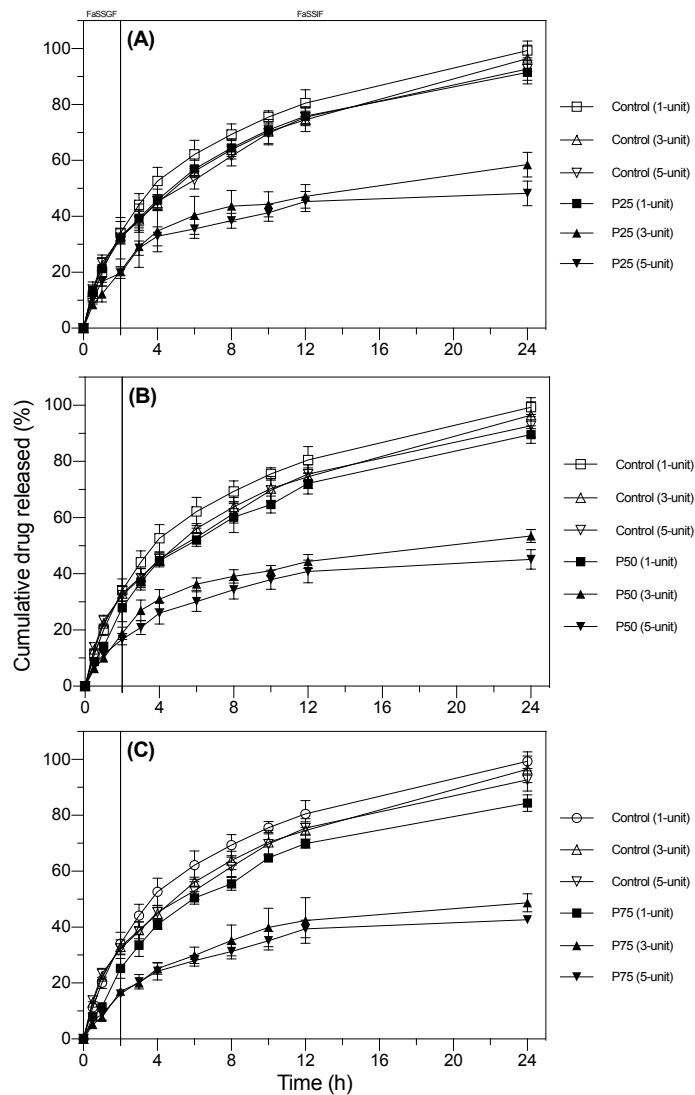 FaSSGF FaSSIF
(A)
100
80
60
40
20
0
0 4 8 12 16 20 24
Control (1-unit)
Control (3-unit)
Control (5-unit)
P25 (1-unit)
P25 (3-unit)
P25 (5-unit)
Cumulative drug released (%)
(B)
100
80
60
40
20
0
0 4 8 12 16 20 24
Control (1-unit)
Control (3-unit)
Control (5-unit)
P50 (1-unit)
P50 (3-unit)
P50 (5-unit)
(C)
100
80
60
40
20
0
0 4 8 12 16 20 24
Control (1-unit)
Control (3-unit)
Control (5-unit)
P75 (1-unit)
P75 (3-unit)
P75 (5-unit)
Time (h)